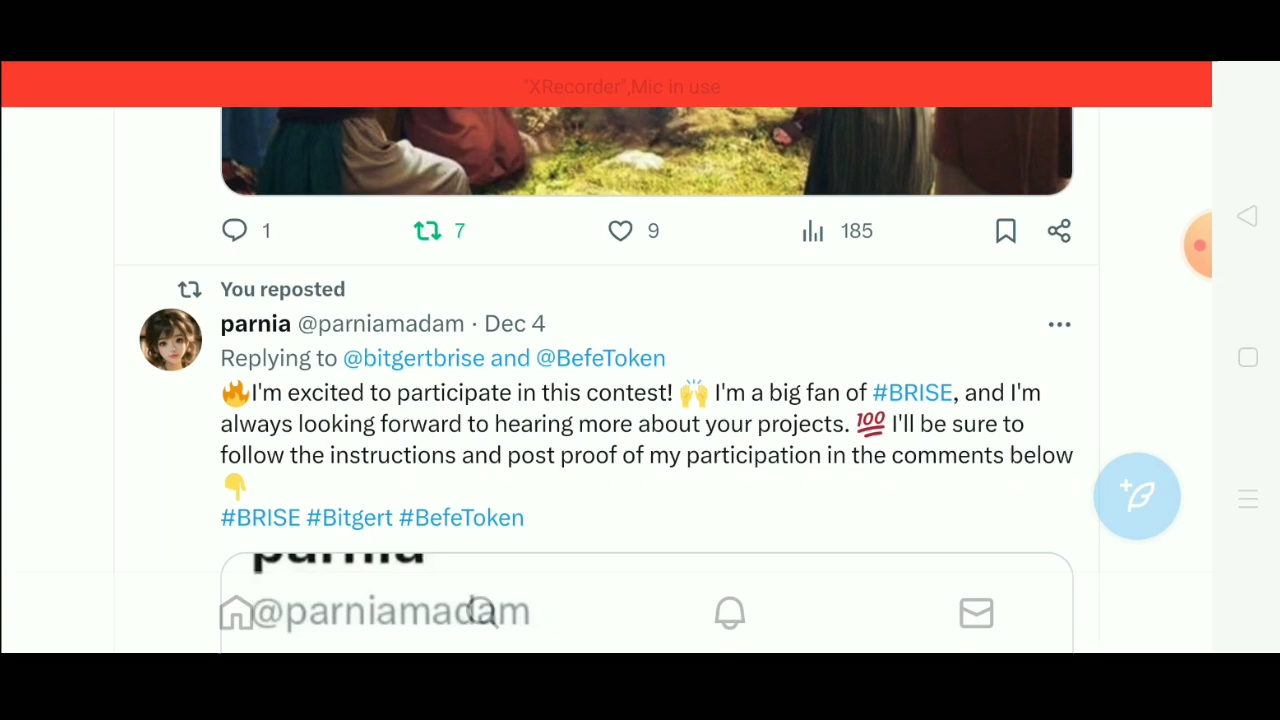 "XRecorder",Mic in use
1 7 9 185
You reposted
parnia @parniamadam · Dec 4
Replying to @bitgertbrise and @BefeToken
🔥I'm excited to participate in this contest! 🙌 I'm a big fan of #BRISE, and I'm
always looking forward to hearing more about your projects. 💯 I'll be sure to
follow the instructions and post proof of my participation in the comments below
👇
#BRISE #Bitgert #BefeToken
parnia
@parniamadam